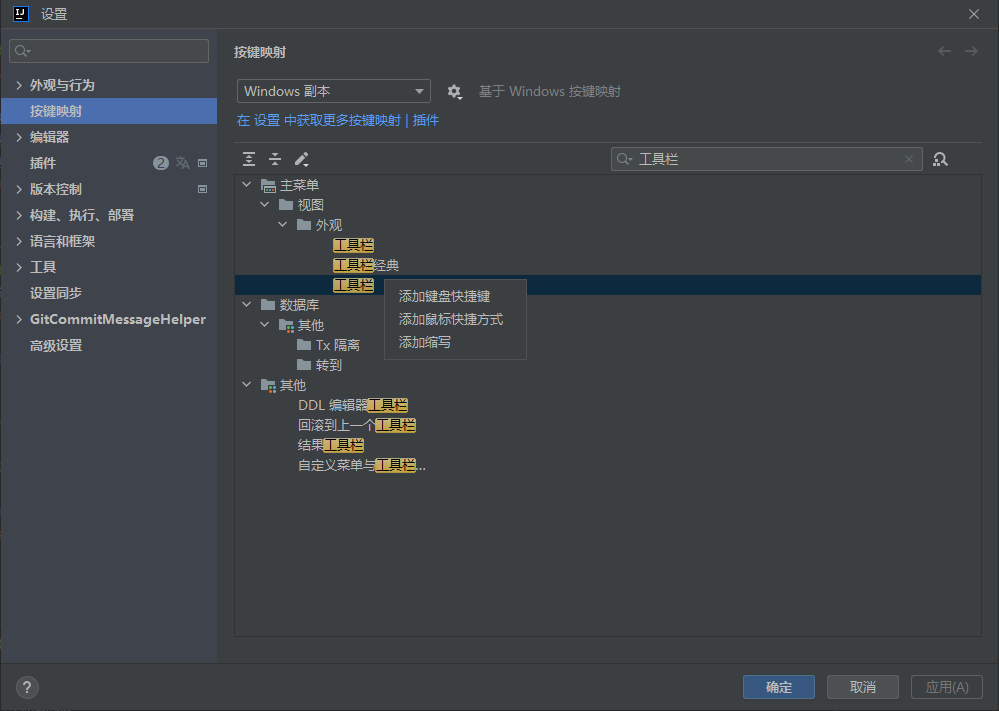 IJ
设置
外观与行为
按键映射
编辑器
插件 2
版本控制
构建、执行、部署
语言和框架
工具
设置同步
GitCommitMessageHelper
高级设置
按键映射
Windows 副本 基于 Windows 按键映射
在 设置 中获取更多按键映射 | 插件
工具栏
主菜单
视图
外观
工具栏
工具栏经典
工具栏
添加键盘快捷键
添加鼠标快捷方式
添加缩写
数据库
其他
Tx 隔离
转到
其他
DDL 编辑器工具栏
回滚到上一个工具栏
结果工具栏
自定义菜单与工具栏...
?
确定 取消 应用(A)